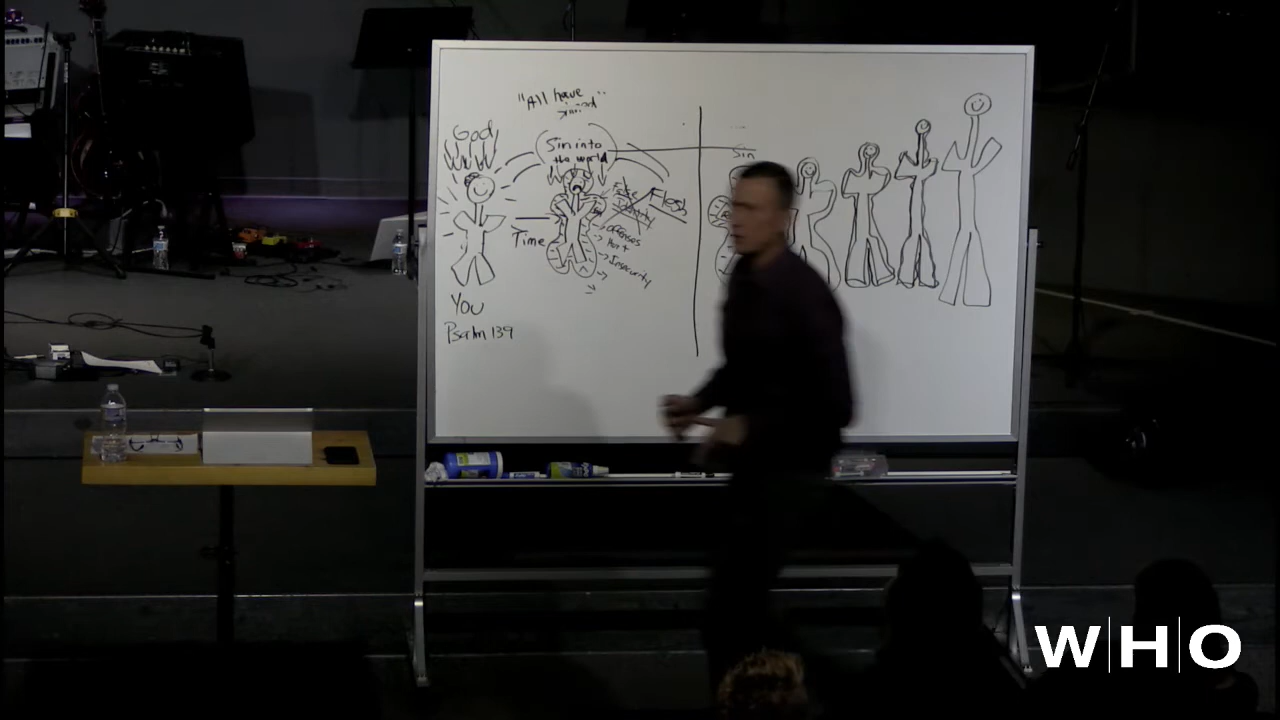 "All have
sinned"
God
Sin into
the world
False
Identity
Flesh
Offenses
Hurt
Insecurity
Time
You
Psalm 139
Sin
WHO